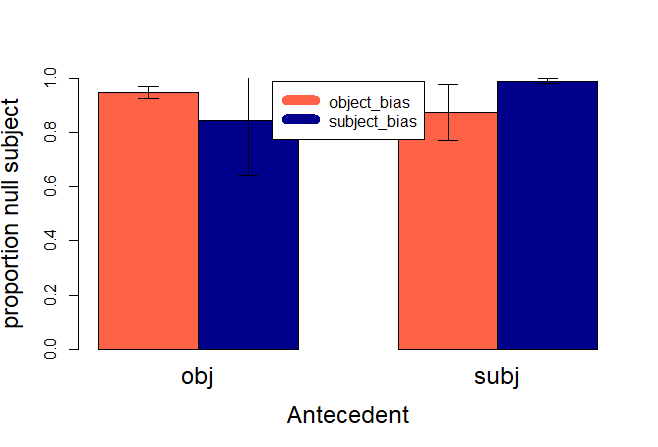 proportion null subject
1.0
0.8
0.6
0.4
0.2
0.0
object_bias
subject_bias
obj
subj
Antecedent